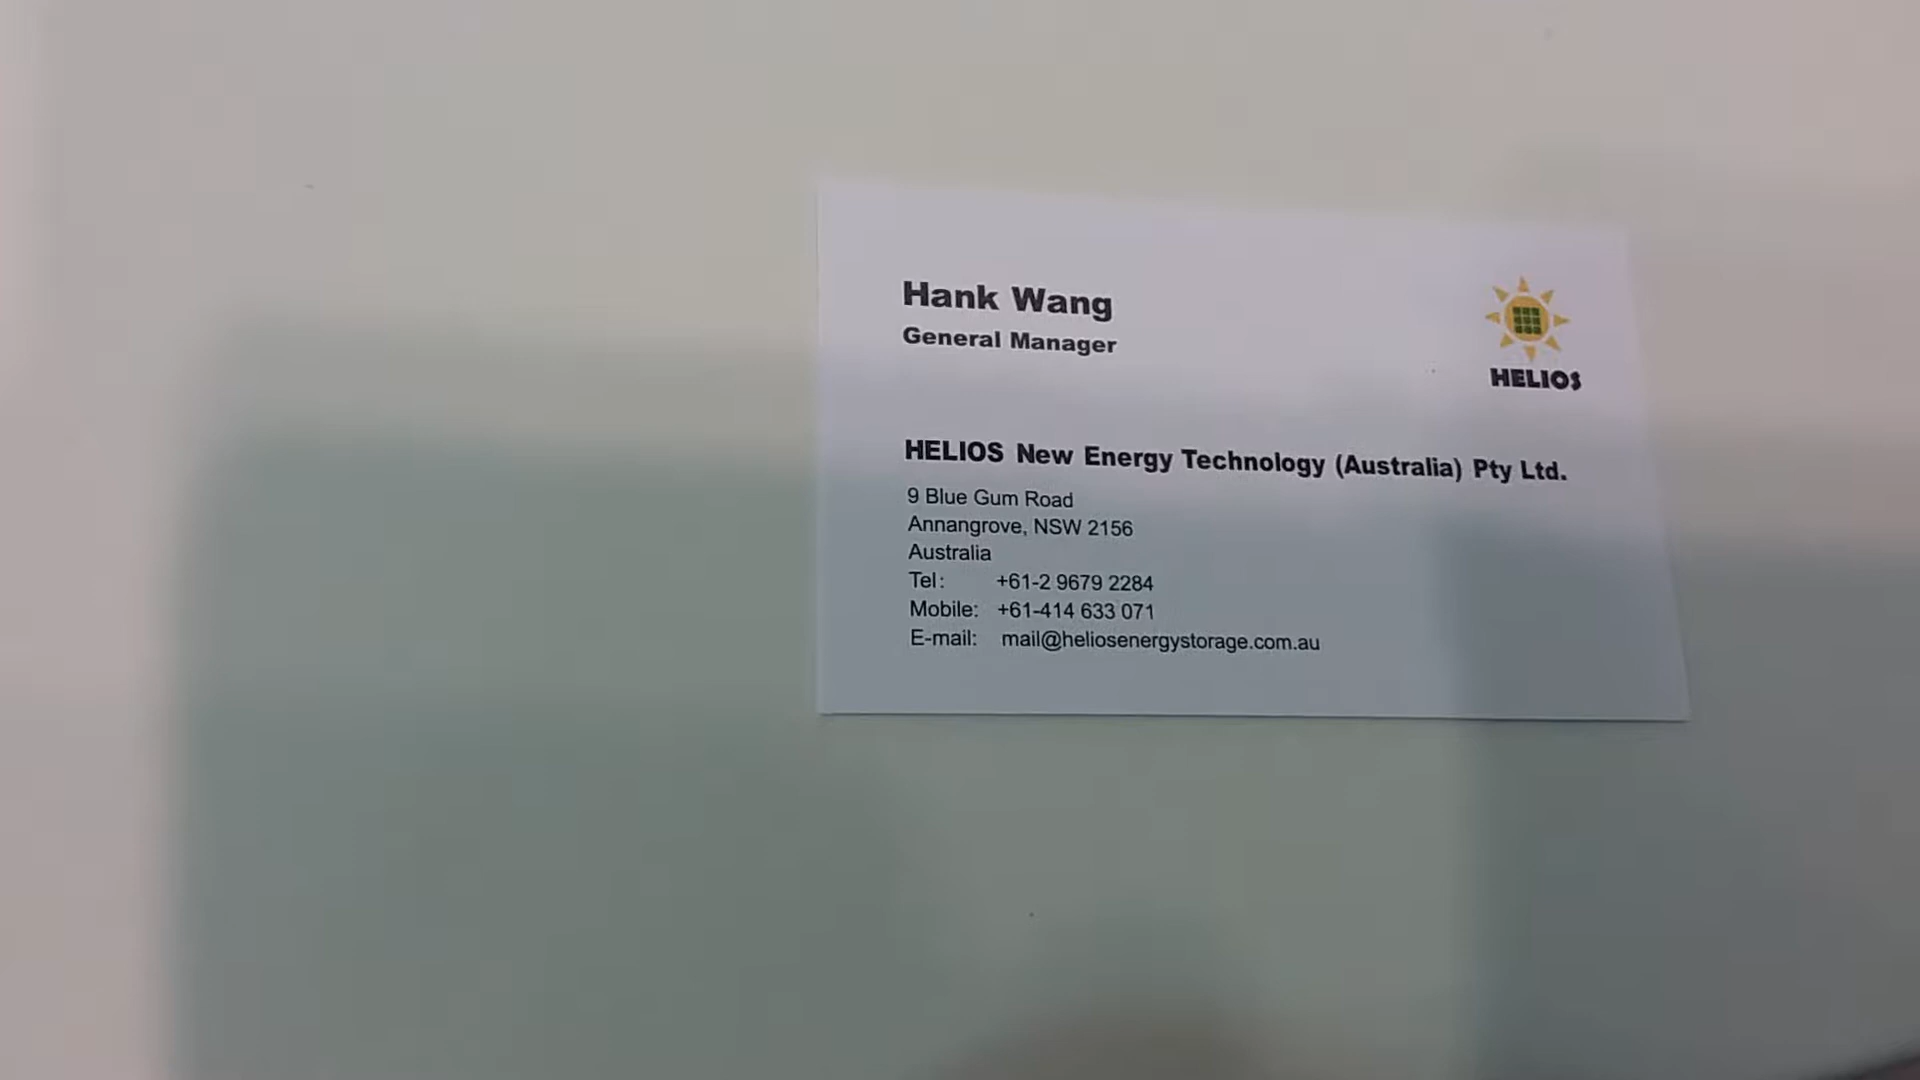 Hank Wang
General Manager
HELIOS
HELIOS New Energy Technology (Australia) Pty Ltd.
9 Blue Gum Road
Annangrove, NSW 2156
Australia
Tel: +61-2 9679 2284
Mobile: +61-414 633 071
E-mail: mail@heliosenergystorage.com.au